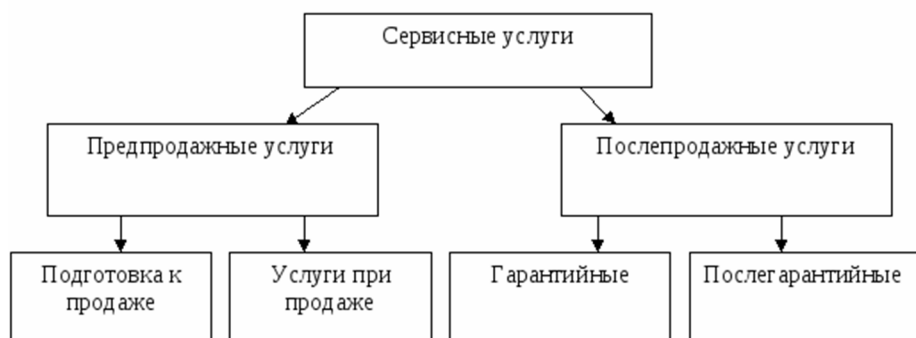 Сервисные услуги
Предпродажные услуги
Послепродажные услуги
Подготовка к
продаже
Услуги при
продаже
Гарантийные
Послегарантийные